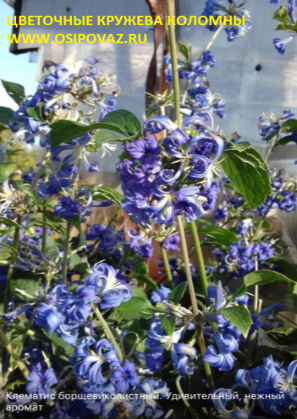 ЦВЕТОЧНЫЕ КРУЖЕВА КОЛОМНЫ
WWW.OSIPOVAZ.RU
Клематис борщевиколистный. Удивительный, нежный
аромат